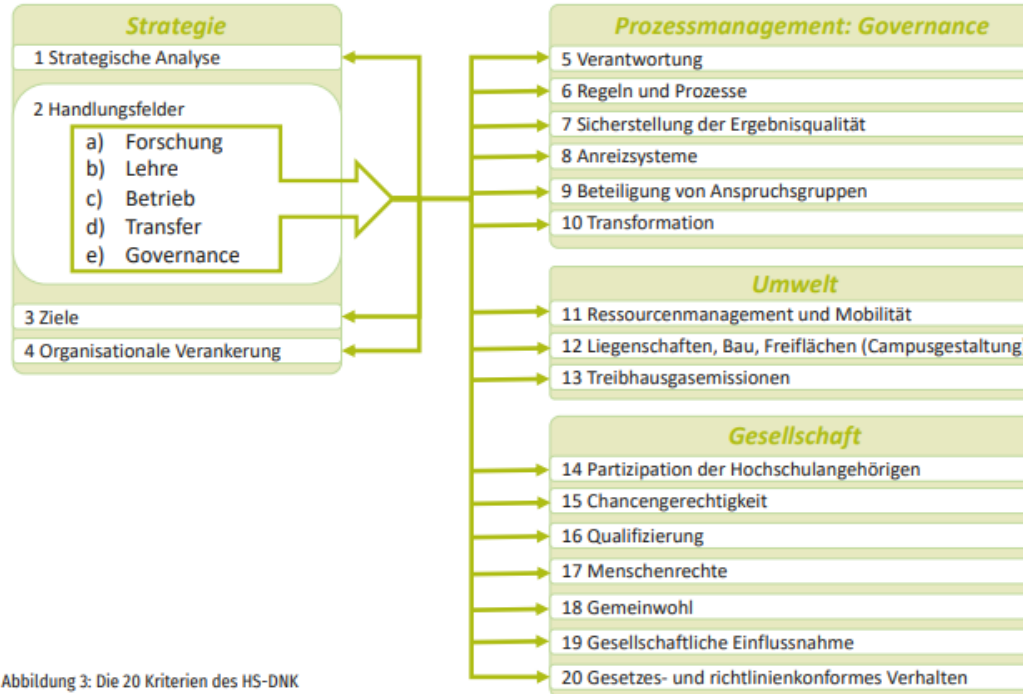 Strategie
1 Strategische Analyse
2 Handlungsfelder
a) Forschung
b) Lehre
c) Betrieb
d) Transfer
e) Governance
3 Ziele
4 Organisationale Verankerung
Prozessmanagement: Governance
5 Verantwortung
6 Regeln und Prozesse
7 Sicherstellung der Ergebnisqualität
8 Anreizsysteme
9 Beteiligung von Anspruchsgruppen
10 Transformation
Umwelt
11 Ressourcenmanagement und Mobilität
12 Liegenschaften, Bau, Freiflächen (Campusgestaltung)
13 Treibhausgasemissionen
Gesellschaft
14 Partizipation der Hochschulangehörigen
15 Chancengerechtigkeit
16 Qualifizierung
17 Menschenrechte
18 Gemeinwohl
19 Gesellschaftliche Einflussnahme
20 Gesetzes- und richtlinienkonformes Verhalten
Abbildung 3: Die 20 Kriterien des HS-DNK